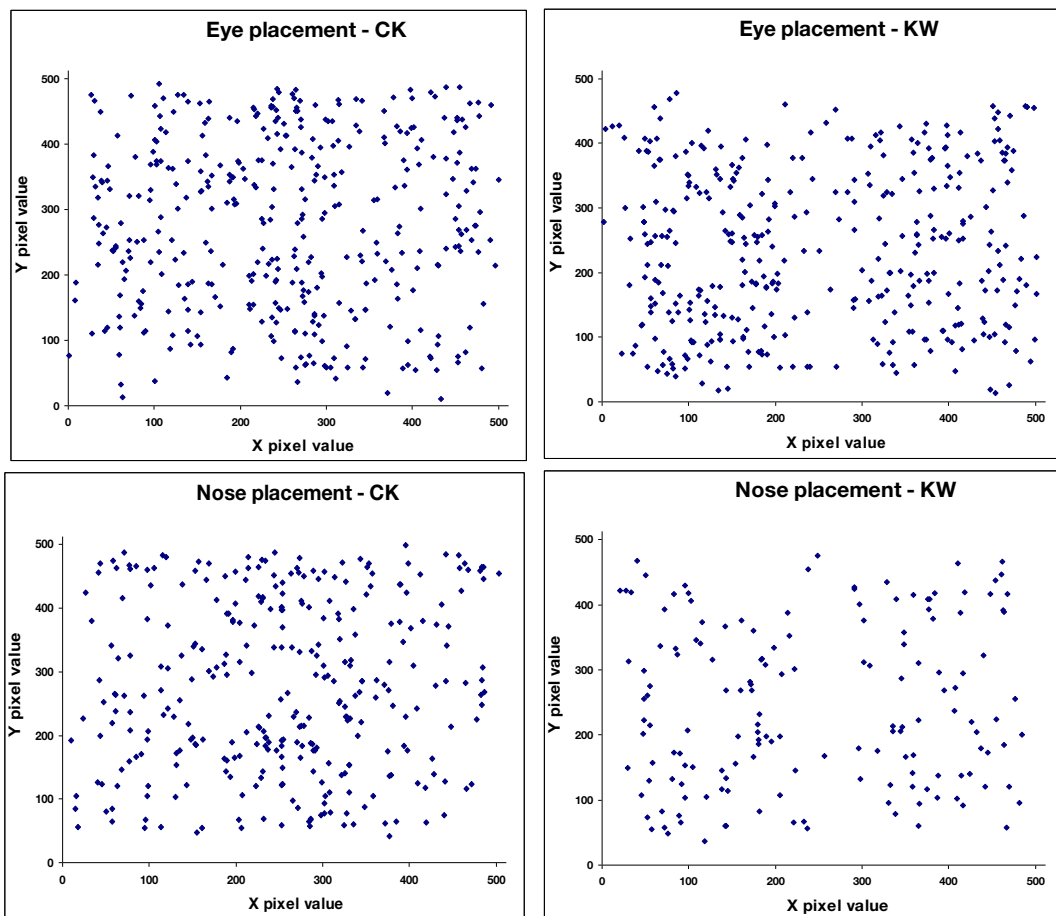 Eye placement - CK
Y pixel value
500
400
300
200
100
0
0 100 200 300 400 500
X pixel value
Eye placement - KW
Y pixel value
500
400
300
200
100
0
0 100 200 300 400 500
X pixel value
Nose placement - CK
Y pixel value
500
400
300
200
100
0
0 100 200 300 400 500
X pixel value
Nose placement - KW
Y pixel value
500
400
300
200
100
0
0 100 200 300 400 500
X pixel value